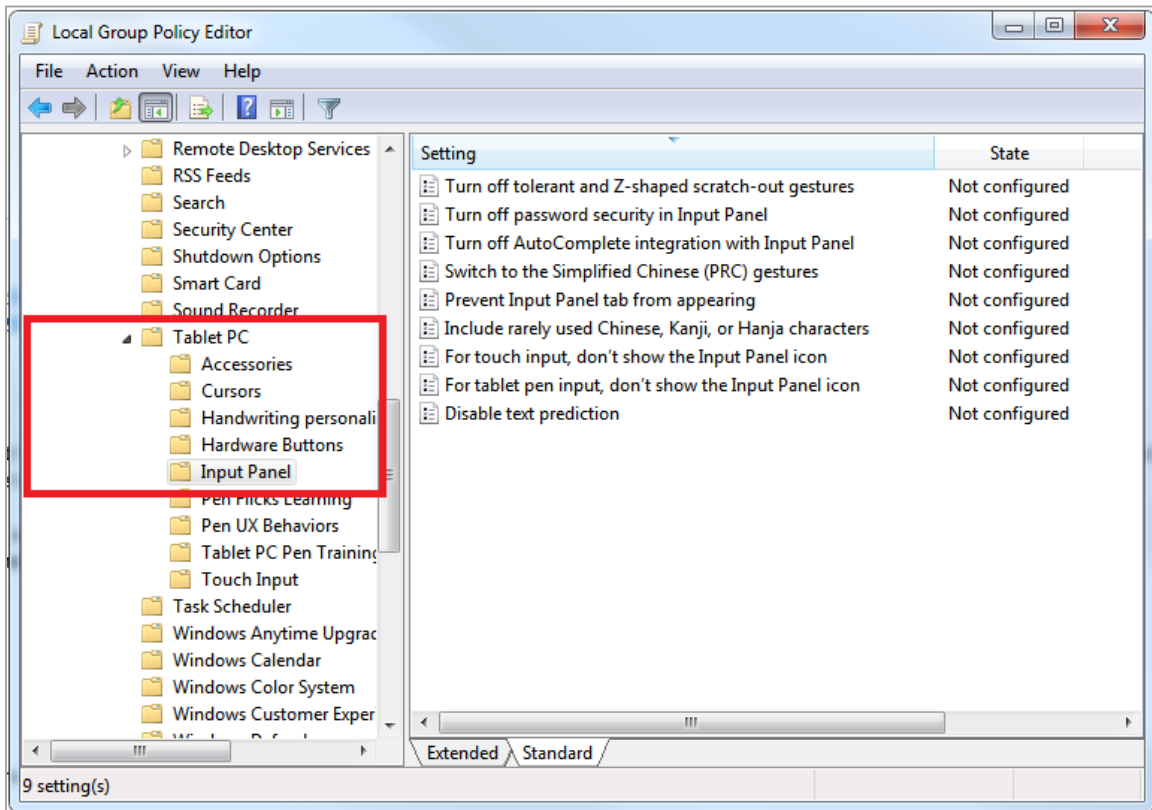 Local Group Policy Editor
File Action View Help
Remote Desktop Services
RSS Feeds
Search
Security Center
Shutdown Options
Smart Card
Sound Recorder
Tablet PC
Accessories
Cursors
Handwriting personali
Hardware Buttons
Input Panel
Pen Flicks Learning
Pen UX Behaviors
Tablet PC Pen Training
Touch Input
Task Scheduler
Windows Anytime Upgrad
Windows Calendar
Windows Color System
Windows Customer Exper
Setting State
Turn off tolerant and Z-shaped scratch-out gestures Not configured
Turn off password security in Input Panel Not configured
Turn off AutoComplete integration with Input Panel Not configured
Switch to the Simplified Chinese (PRC) gestures Not configured
Prevent Input Panel tab from appearing Not configured
Include rarely used Chinese, Kanji, or Hanja characters Not configured
For touch input, don't show the Input Panel icon Not configured
For tablet pen input, don't show the Input Panel icon Not configured
Disable text prediction Not configured
Extended Standard
9 setting(s)